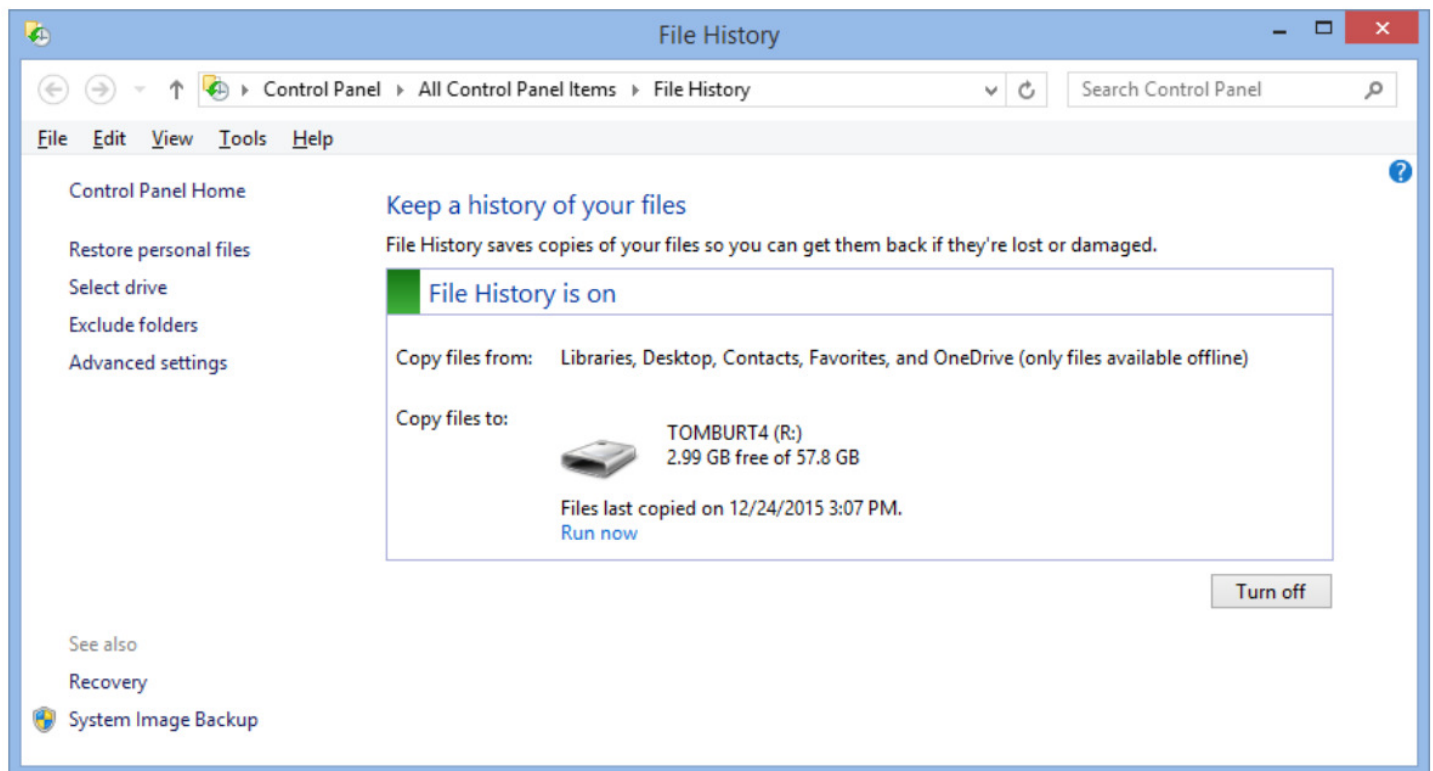 File History
Control Panel All Control Panel Items File History
Search Control Panel
File Edit View Tools Help
?
Control Panel Home
Restore personal files
Select drive
Exclude folders
Advanced settings
Keep a history of your files
File History saves copies of your files so you can get them back if they're lost or damaged.
File History is on
Copy files from: Libraries, Desktop, Contacts, Favorites, and OneDrive (only files available offline)
Copy files to:
TOMBURT4 (R:)
2.99 GB free of 57.8 GB
Files last copied on 12/24/2015 3:07 PM.
Run now
Turn off
See also
Recovery
System Image Backup